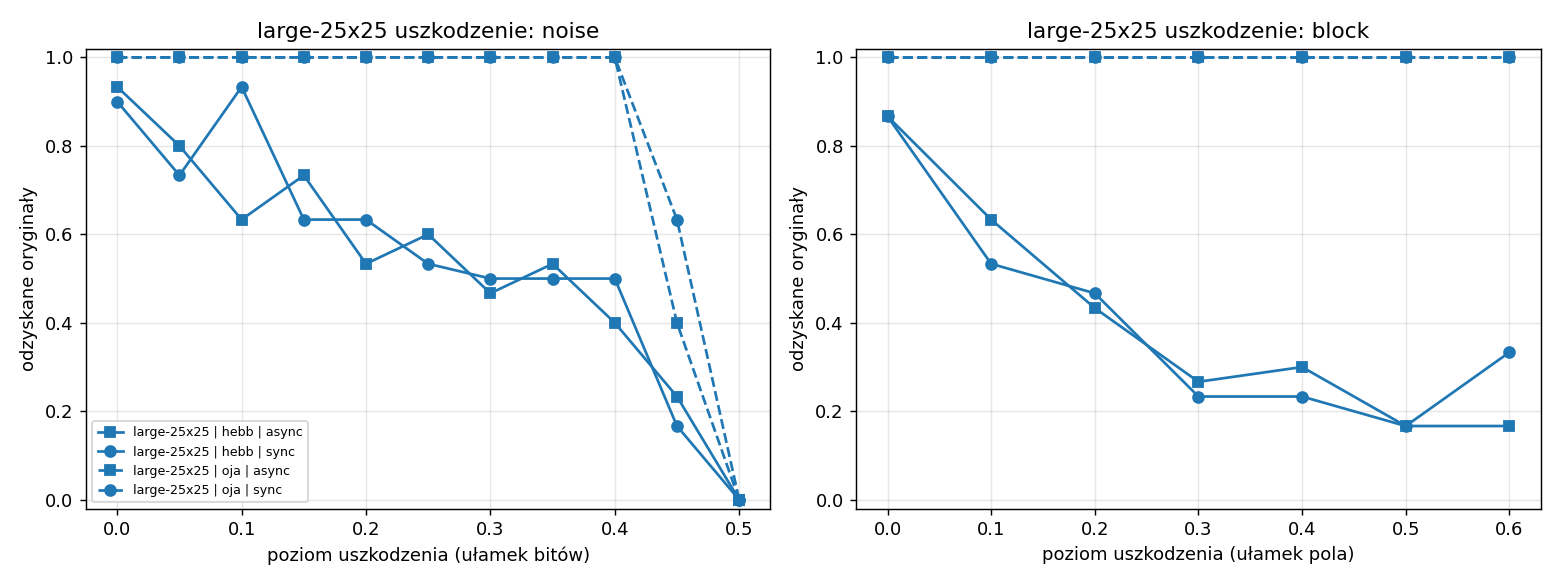 large-25x25 uszkodzenie: noise
odzyskane oryginały
1.0
0.8
0.6
0.4
0.2
0.0
large-25x25 | hebb | async
large-25x25 | hebb | sync
large-25x25 | oja | async
large-25x25 | oja | sync
0.0 0.1 0.2 0.3 0.4 0.5
poziom uszkodzenia (ułamek bitów)
large-25x25 uszkodzenie: block
odzyskane oryginały
1.0
0.8
0.6
0.4
0.2
0.0
0.0 0.1 0.2 0.3 0.4 0.5 0.6
poziom uszkodzenia (ułamek pola)